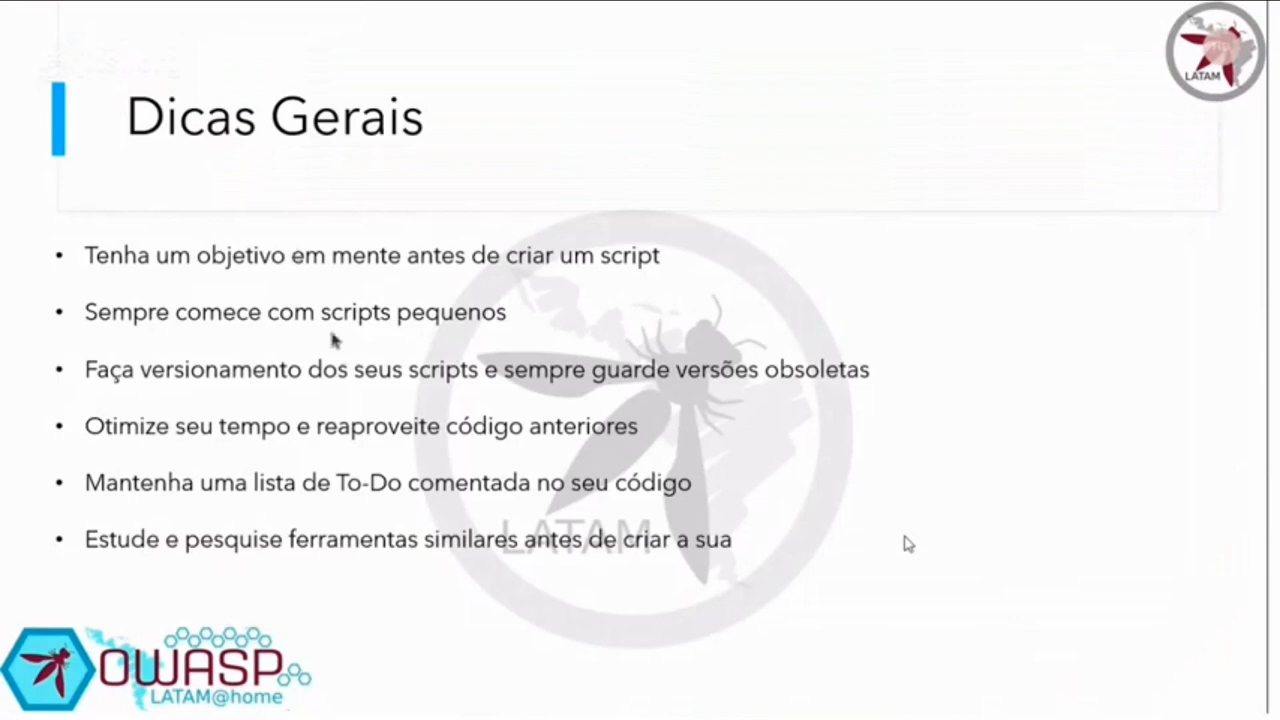 LATAM
Dicas Gerais
• Tenha um objetivo em mente antes de criar um script
• Sempre comece com scripts pequenos
• Faça versionamento dos seus scripts e sempre guarde versões obsoletas
• Otimize seu tempo e reaproveite código anteriores
• Mantenha uma lista de To-Do comentada no seu código
• Estude e pesquise ferramentas similares antes de criar a sua
LATAM
OWASP
LATAM@home